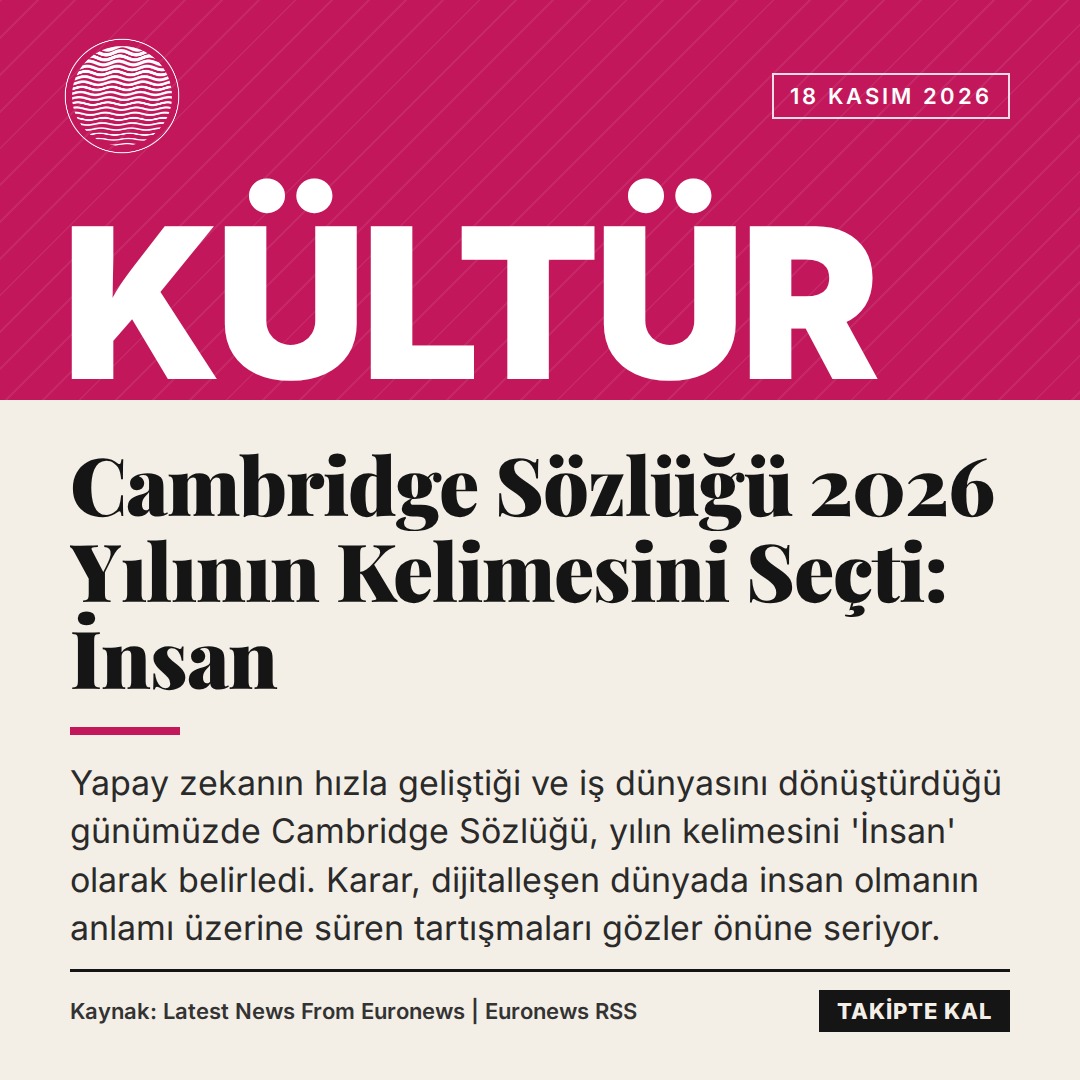 18 KASIM 2026
KÜLTÜR
Cambridge Sözlüğü 2026
Yılının Kelimesini Seçti:
İnsan
Yapay zekanın hızla geliştiği ve iş dünyasını dönüştürdüğü
günümüzde Cambridge Sözlüğü, yılın kelimesini 'İnsan'
olarak belirledi. Karar, dijitalleşen dünyada insan olmanın
anlamı üzerine süren tartışmaları gözler önüne seriyor.
Kaynak: Latest News From Euronews | Euronews RSS
TAKİPTE KAL